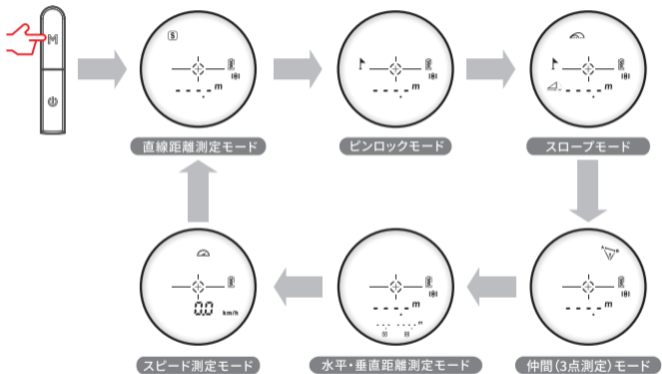 M
S
m
直線距離測定モード
m
ピンロックモード
m
スロープモード
0.0 km/h
スピード測定モード
m
水平・垂直距離測定モード
A B
m
仲間(3点測定)モード